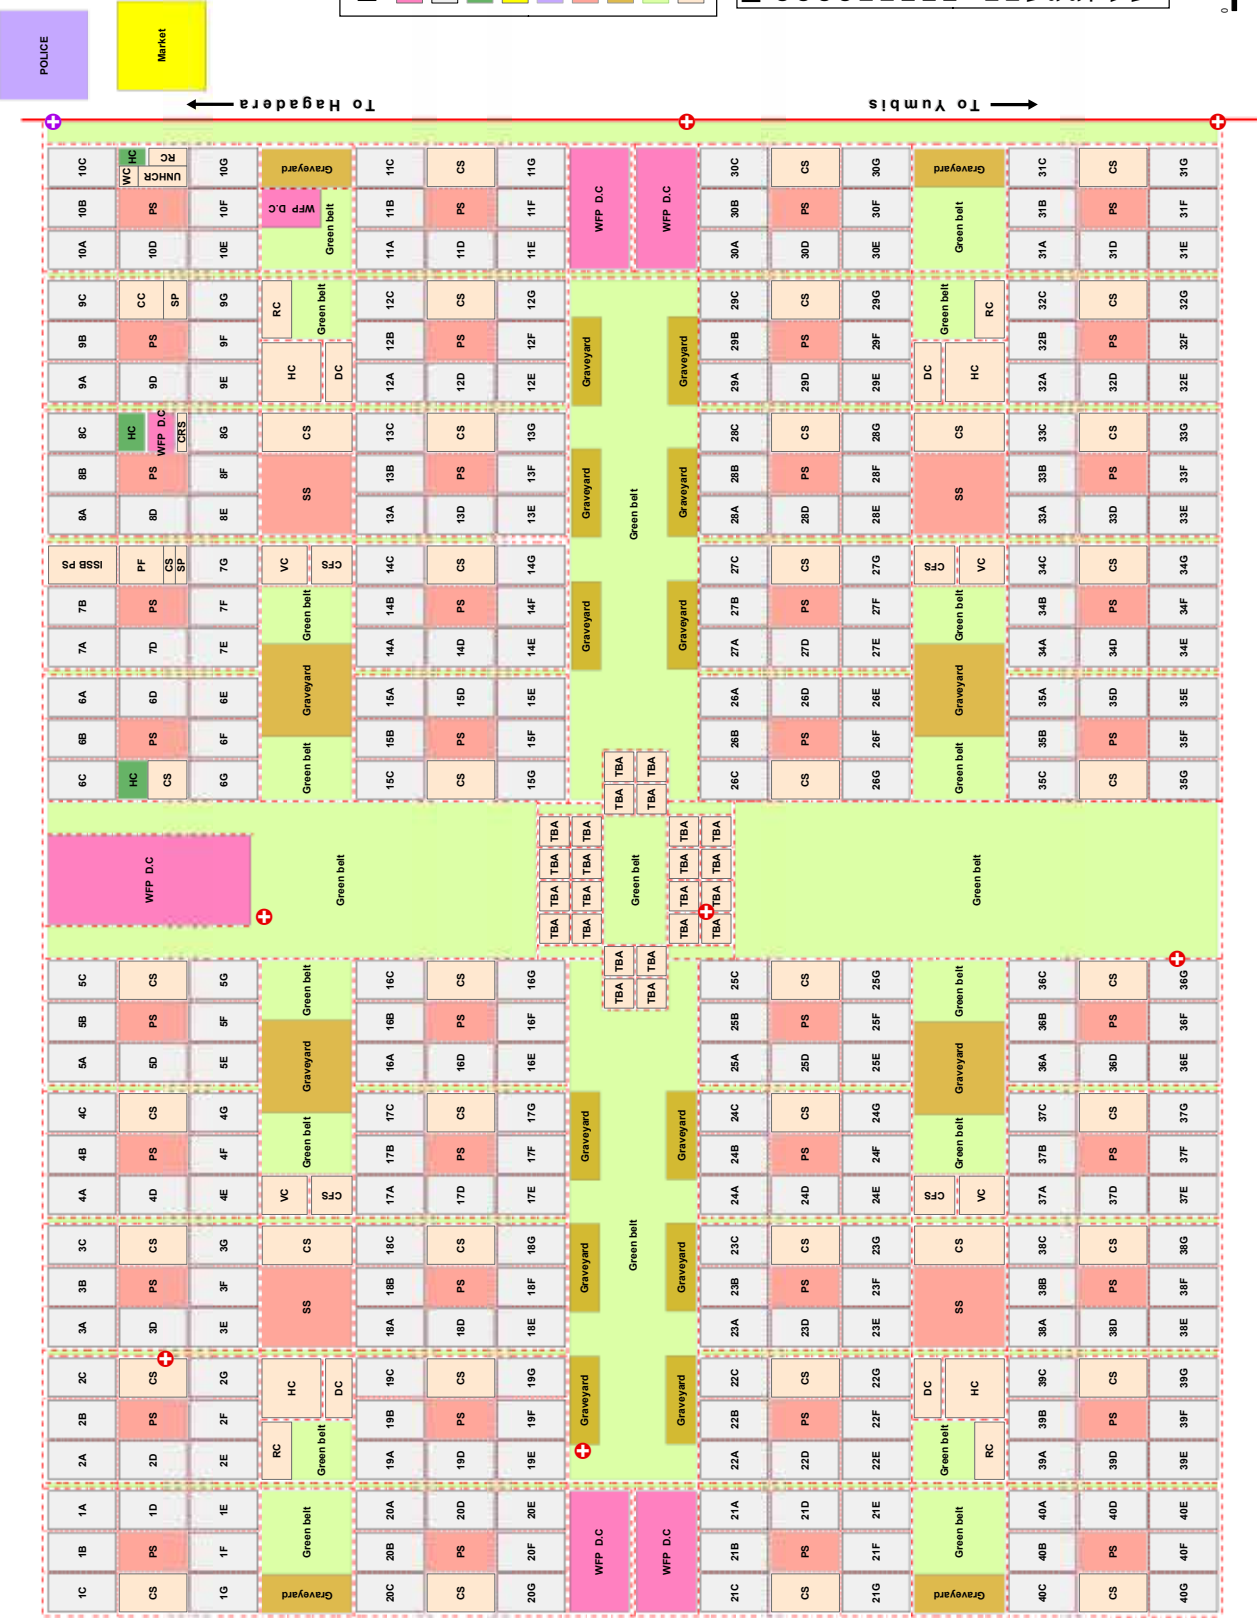 POLICE
Market
To Hagadera
To Yumbis
0
10C HC RC 10G Graveyard 11C CS 11G WFP D.C WFP D.C 30C CS 30G Graveyard 31C CS 31G
WC UNHCR
10B PS 10F WFP D.C 11B PS 11F 30B PS 30F Green belt 31B PS 31F
10A 10D 10E Green belt 11A 11D 11E 30A 30D 30E 31A 31D 31E
9C CC SP 9G RC Green belt 12C CS 12G 29C CS 29G Green belt RC 32C CS 32G
9B PS 9F 12B PS 12F Graveyard Graveyard 29B PS 29F 32B PS 32F
9A 9D 9E HC DC 12A 12D 12E 29A 29D 29E DC HC 32A 32D 32E
8C HC WFP D.C CRS 8G CS 13C CS 13G 28C CS 28G CS 33C CS 33G
8B PS 8F SS 13B PS 13F Graveyard Green belt Graveyard 28B PS 28F SS 33B PS 33F
8A 8D 8E 13A 13D 13E 28A 28D 28E 33A 33D 33E
ISSB PS PF CS SP 7G VC CFS 14C CS 14G 27C CS 27G CFS VC 34C CS 34G
7B PS 7F Green belt 14B PS 14F Graveyard Graveyard 27B PS 27F Green belt 34B PS 34F
7A 7D 7E 14A 14D 14E 27A 27D 27E 34A 34D 34E
6A 6D 6E Graveyard 15A 15D 15E 26A 26D 26E Graveyard 35A 35D 35E
6B PS 6F 15B PS 15F 26B PS 26F 35B PS 35F
6C HC CS 6G Green belt 15C CS 15G TBA TBA 26C CS 26G Green belt 35C CS 35G
TBA TBA
TBA TBA TBA TBA
WFP D.C Green belt TBA TBA Green belt TBA TBA Green belt
TBA TBA TBA TBA
TBA TBA TBA TBA
TBA TBA
5C CS 5G Green belt 16C CS 16G TBA TBA 25C CS 25G Green belt 36C CS 36G
5B PS 5F 16B PS 16F 25B PS 25F 36B PS 36F
5A 5D 5E Graveyard 16A 16D 16E 25A 25D 25E Graveyard 36A 36D 36E
4C CS 4G 17C CS 17G 24C CS 24G 37C CS 37G
4B PS 4F Green belt 17B PS 17F Graveyard Graveyard 24B PS 24F Green belt 37B PS 37F
4A 4D 4E VC CFS 17A 17D 17E 24A 24D 24E CFS VC 37A 37D 37E
3C CS 3G CS 18C CS 18G Green belt 23C CS 23G CS 38C CS 38G
3B PS 3F SS 18B PS 18F Graveyard Graveyard 23B PS 23F SS 38B PS 38F
3A 3D 3E 18A 18D 18E 23A 23D 23E 38A 38D 38E
2C CS 2G HC DC 19C CS 19G 22C CS 22G DC HC 39C CS 39G
2B PS 2F 19B PS 19F Graveyard Graveyard 22B PS 22F 39B PS 39F
2A 2D 2E RC Green belt 19A 19D 19E 22A 22D 22E Green belt RC 39A 39D 39E
1A 1D 1E 20A 20D 20E 21A 21D 21E 40A 40D 40E
1B PS 1F Green belt 20B PS 20F WFP D.C WFP D.C 21B PS 21F Green belt 40B PS 40F
1C CS 1G Graveyard 20C CS 20G 21C CS 21G Graveyard 40C CS 40G